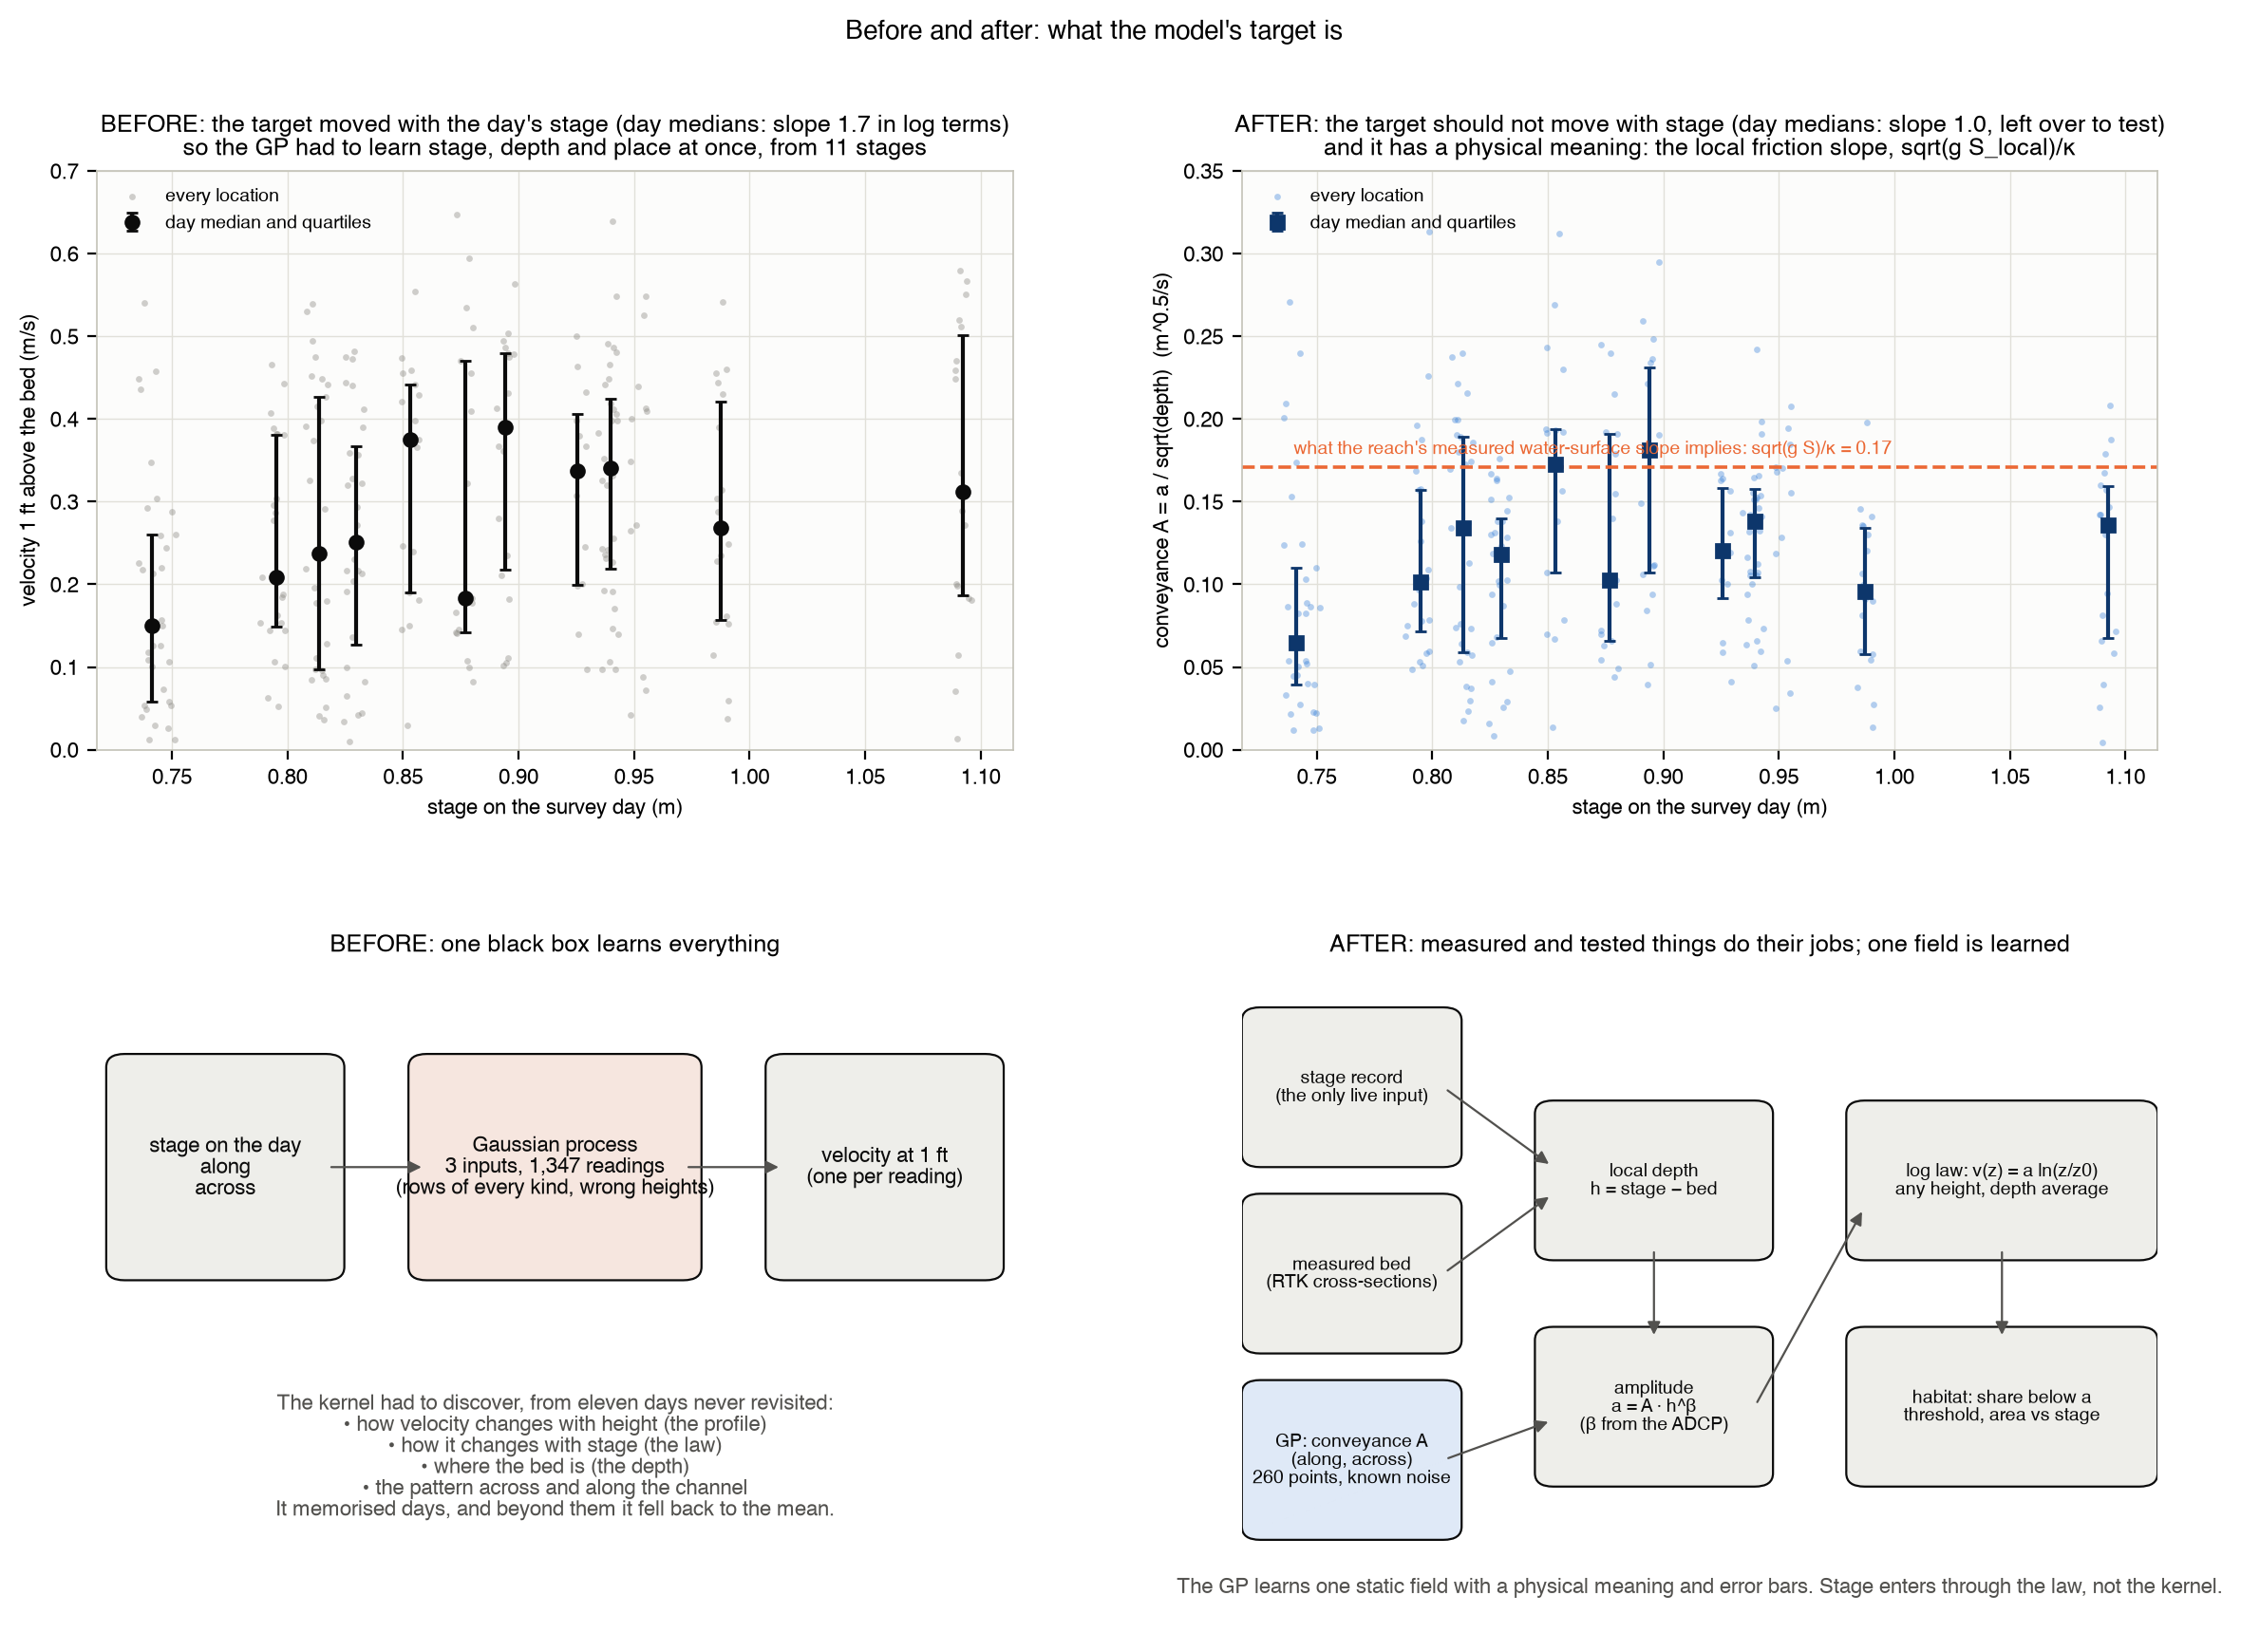 Before and after: what the model's target is
BEFORE: the target moved with the day's stage (day medians: slope 1.7 in log terms)
so the GP had to learn stage, depth and place at once, from 11 stages
0.7
0.6
0.5
0.4
0.3
0.2
0.1
0.0
velocity 1 ft above the bed (m/s)
every location
day median and quartiles
0.75
0.80
0.85
0.90
0.95
1.00
1.05
1.10
stage on the survey day (m)
AFTER: the target should not move with stage (day medians: slope 1.0, left over to test)
and it has a physical meaning: the local friction slope, sqrt(g S_local)/κ
0.35
0.30
0.25
0.20
0.15
0.10
0.05
0.00
conveyance A = a / sqrt(depth) (m^0.5/s)
every location
day median and quartiles
what the reach's measured water-surface slope implies: sqrt(g S)/κ = 0.17
0.75
0.80
0.85
0.90
0.95
1.00
1.05
1.10
stage on the survey day (m)
BEFORE: one black box learns everything
stage on the day
along
across
Gaussian process
3 inputs, 1,347 readings
(rows of every kind, wrong heights)
velocity at 1 ft
(one per reading)
The kernel had to discover, from eleven days never revisited:
• how velocity changes with height (the profile)
• how it changes with stage (the law)
• where the bed is (the depth)
• the pattern across and along the channel
It memorised days, and beyond them it fell back to the mean.
AFTER: measured and tested things do their jobs; one field is learned
stage record
(the only live input)
measured bed
(RTK cross-sections)
GP: conveyance A
(along, across)
260 points, known noise
local depth
h = stage − bed
amplitude
a = A · h^β
(β from the ADCP)
log law: v(z) = a ln(z/z0)
any height, depth average
habitat: share below a
threshold, area vs stage
The GP learns one static field with a physical meaning and error bars. Stage enters through the law, not the kernel.